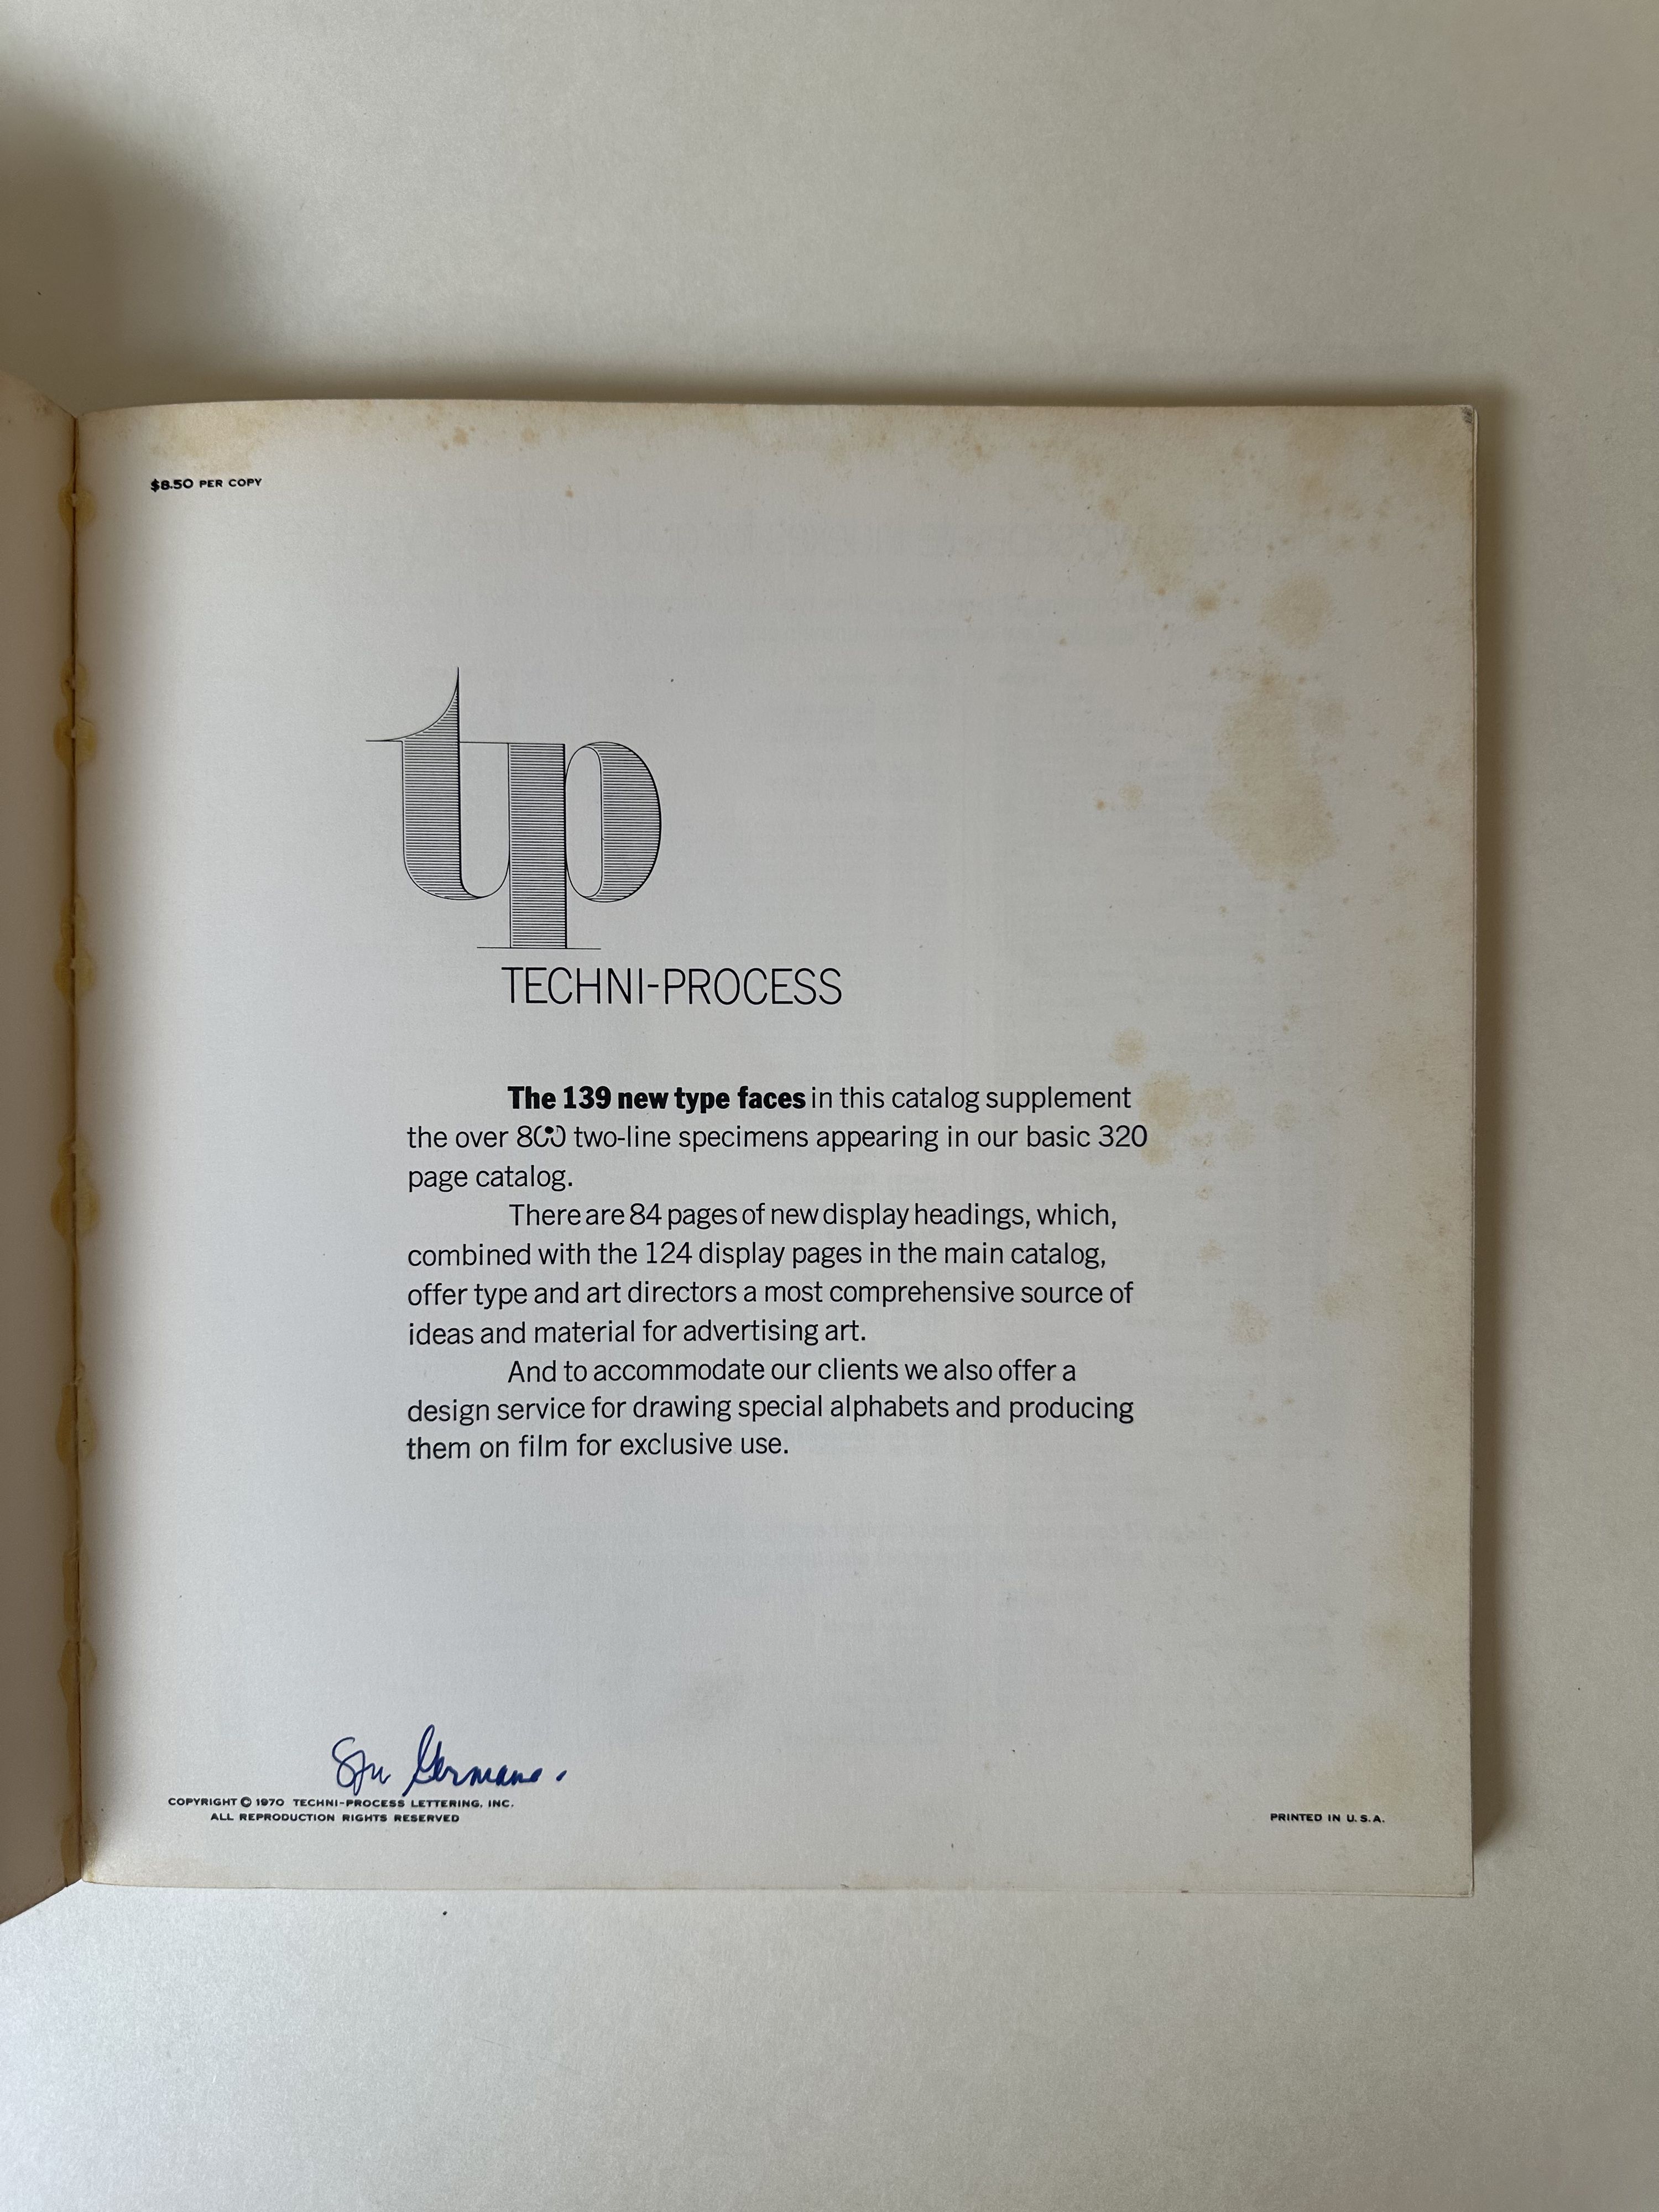 $8.50 PER COPY
tp
TECHNI-PROCESS
The 139 new type faces in this catalog supplement
the over 800 two-line specimens appearing in our basic 320
page catalog.
There are 84 pages of new display headings, which,
combined with the 124 display pages in the main catalog,
offer type and art directors a most comprehensive source of
ideas and material for advertising art.
And to accommodate our clients we also offer a
design service for drawing special alphabets and producing
them on film for exclusive use.
Stu Germano.
COPYRIGHT © 1970 TECHNI-PROCESS LETTERING, INC.
ALL REPRODUCTION RIGHTS RESERVED
PRINTED IN U.S.A.